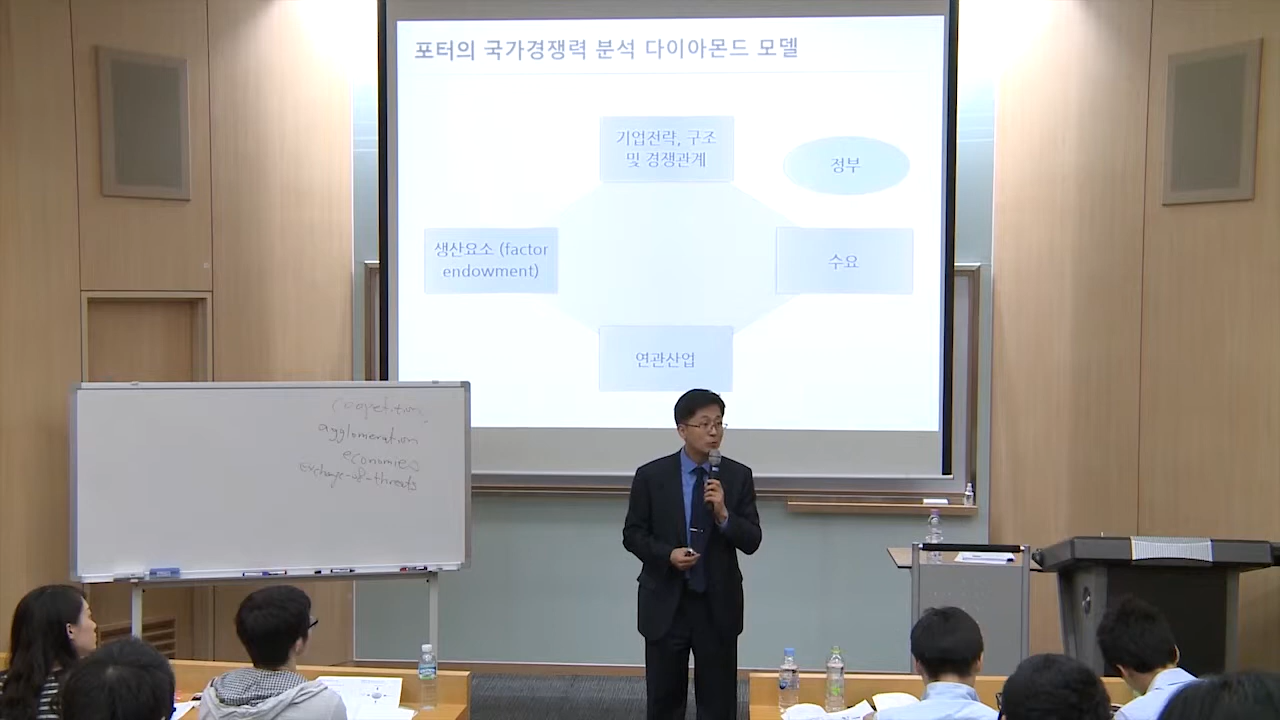 포터의 국가경쟁력 분석 다이아몬드 모델
기업전략, 구조
및 경쟁관계
정부
생산요소 (factor
endowment)
수요
연관산업
coopetition,
agglomeration
economies
exchange-of-threats